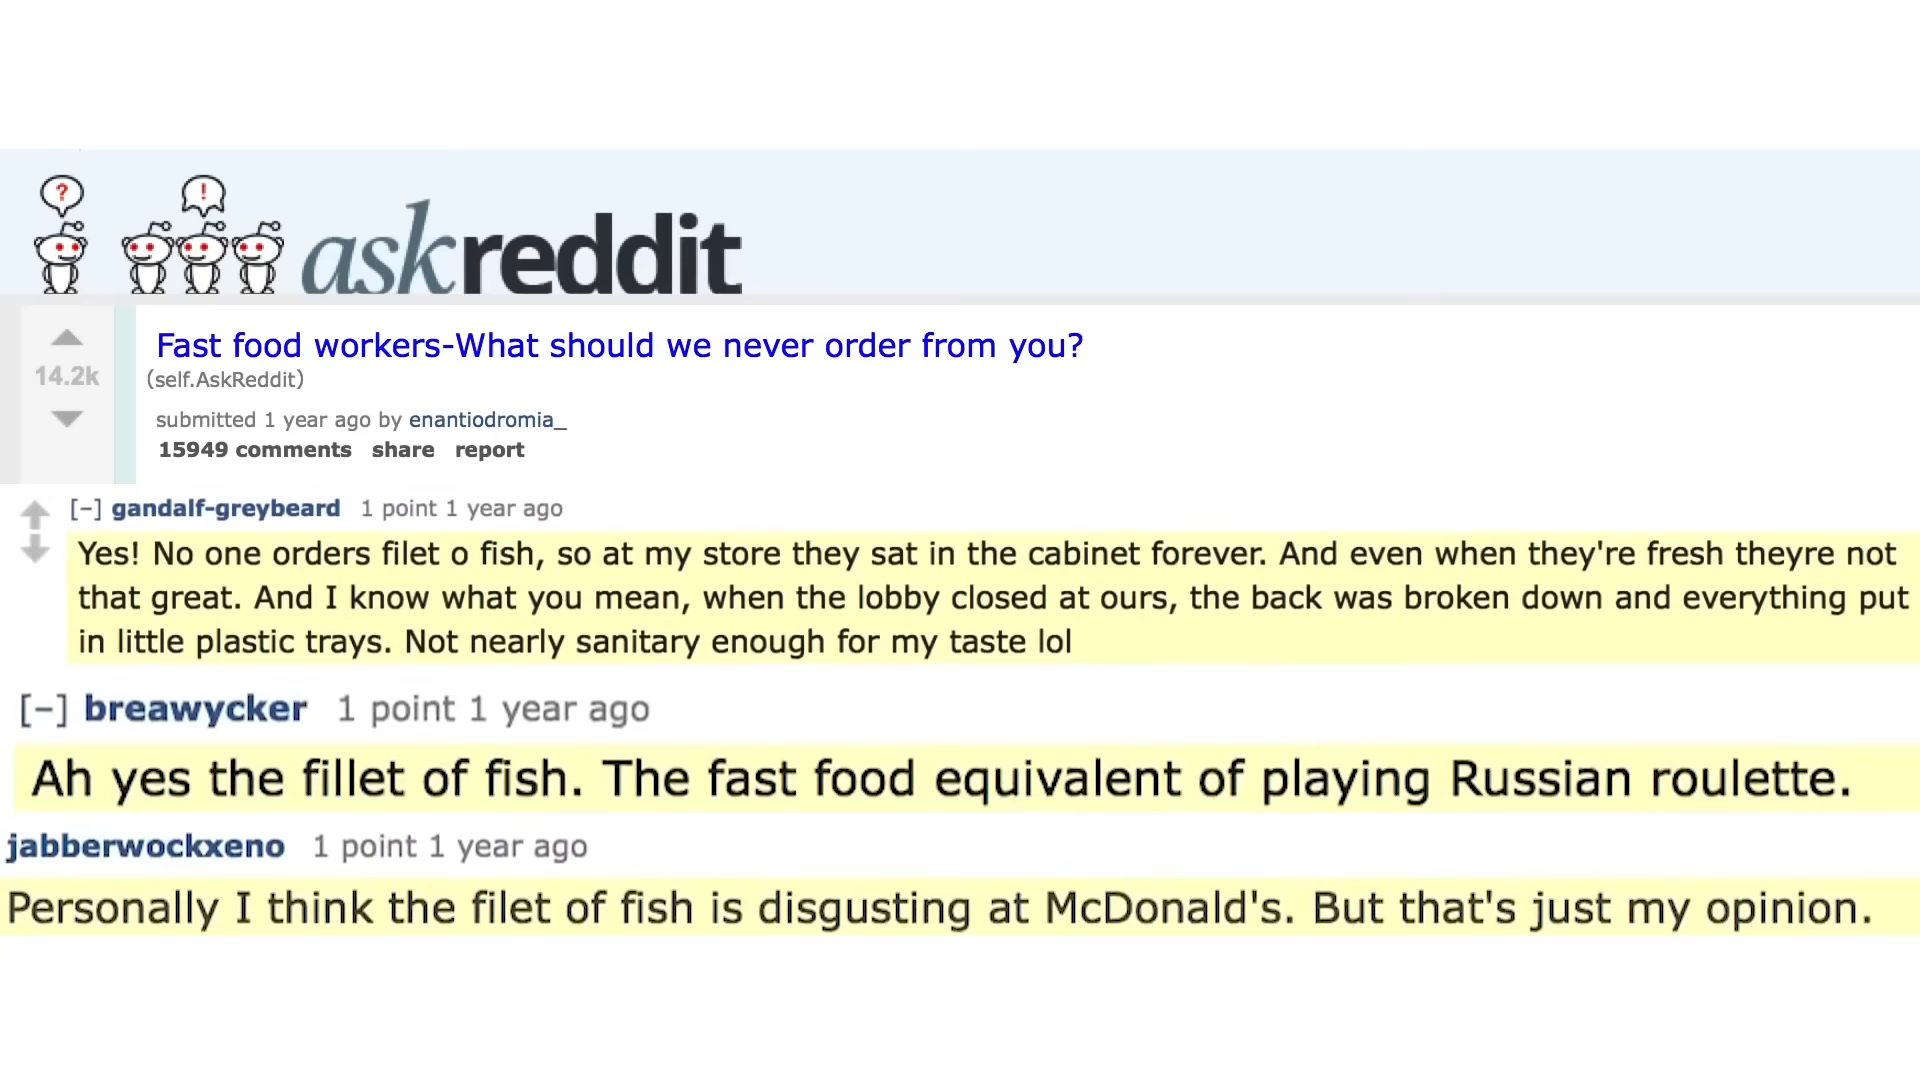 ?
!
askreddit
14.2k
Fast food workers-What should we never order from you?
(self.AskReddit)
submitted 1 year ago by enantiodromia_
15949 comments share report
[–] gandalf-greybeard 1 point 1 year ago
Yes! No one orders filet o fish, so at my store they sat in the cabinet forever. And even when they're fresh theyre not
that great. And I know what you mean, when the lobby closed at ours, the back was broken down and everything put
in little plastic trays. Not nearly sanitary enough for my taste lol
[–] breawycker 1 point 1 year ago
Ah yes the fillet of fish. The fast food equivalent of playing Russian roulette.
jabberwockxeno 1 point 1 year ago
Personally I think the filet of fish is disgusting at McDonald's. But that's just my opinion.